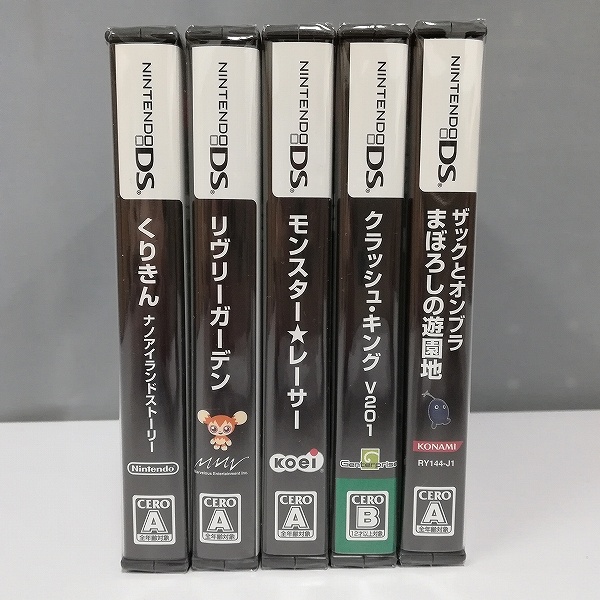 NINTENDO DS®
くりきん ナノアイランドストーリー
Nintendo
CERO
A
全年齢対象
NINTENDO DS®
リヴリーガーデン
Marvelous Entertainment Inc.
CERO
A
全年齢対象
NINTENDO DS®
モンスター★レーサー
KOEI
CERO
A
全年齢対象
NINTENDO DS®
クラッシュ・キング V201
CERO
B
12才以上対象
NINTENDO DS®
ザックとオンブラ
まぼろしの遊園地
KONAMI
RY144-J1
CERO
A
全年齢対象